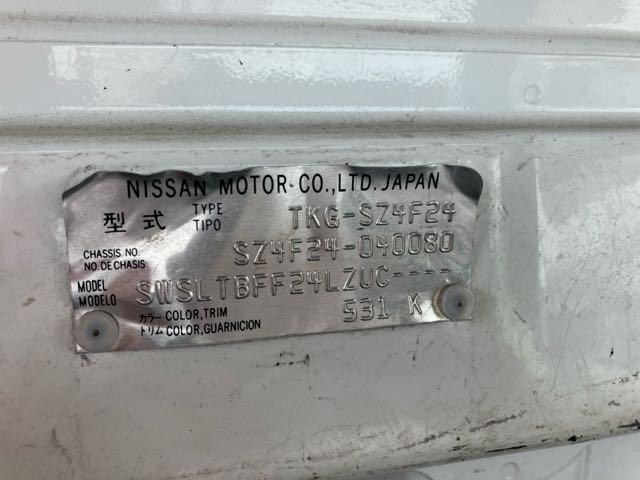 NISSAN MOTOR CO.,LTD. JAPAN
型式 TYPE TIPO TKG-SZ4F24
CHASSIS NO. NO. DE CHASIS SZ4F24-040080
MODEL MODELO SWSLTBFF24LZUC----
カラー COLOR, TRIM
トリム COLOR, GUARNICION 531 K